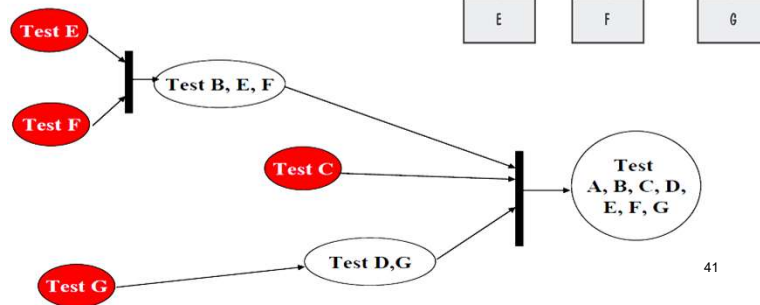 Test E
E
F
G
Test B, E, F
Test F
Test C
Test
A, B, C, D,
E, F, G
Test D,G
41
Test G